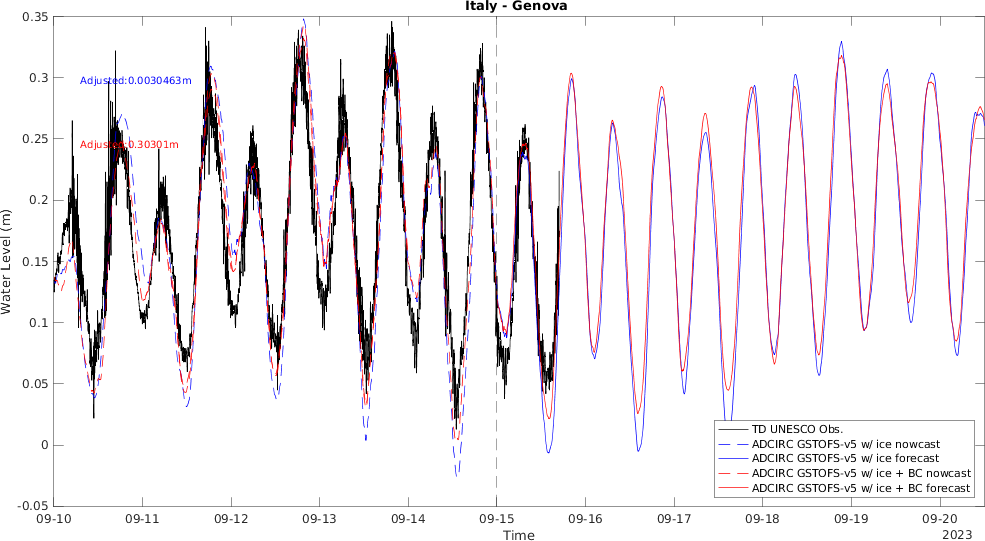 Italy - Genova
Water Level (m)
0.35
0.3
0.25
0.2
0.15
0.1
0.05
0
-0.05
Adjusted:0.0030463m
Adjusted:0.30301m
TD UNESCO Obs.
ADCIRC GSTOFS-v5 w/ ice nowcast
ADCIRC GSTOFS-v5 w/ ice forecast
ADCIRC GSTOFS-v5 w/ ice + BC nowcast
ADCIRC GSTOFS-v5 w/ ice + BC forecast
09-10 09-11 09-12 09-13 09-14 09-15 09-16 09-17 09-18 09-19 09-20
Time
2023